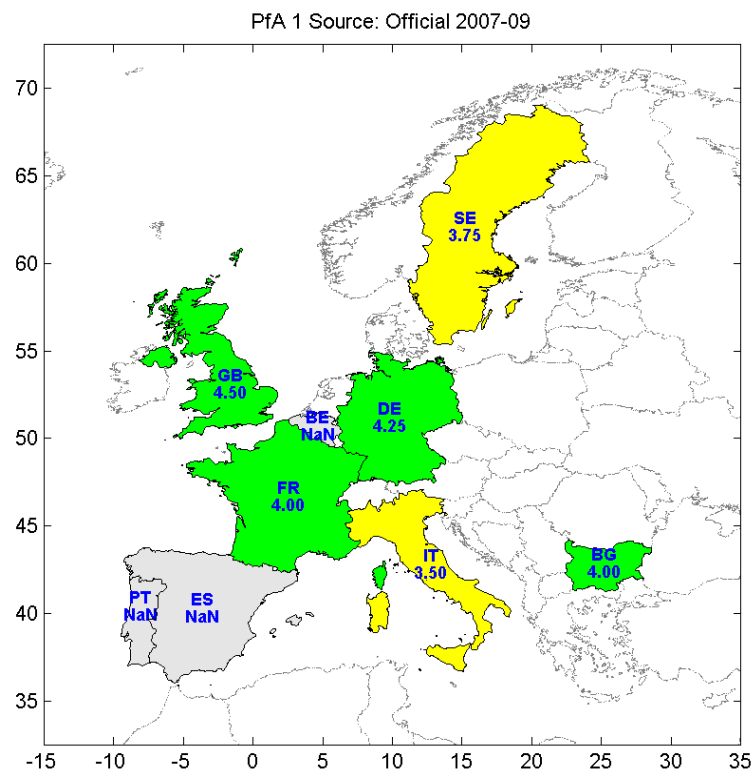 PfA 1 Source: Official 2007-09
70
65
SE
3.75
60
55
GB
4.50
DE
4.25
BE
NaN
50
FR
4.00
45
IT
3.50
BG
4.00
PT
NaN
ES
NaN
40
35
-15 -10 -5 0 5 10 15 20 25 30 35